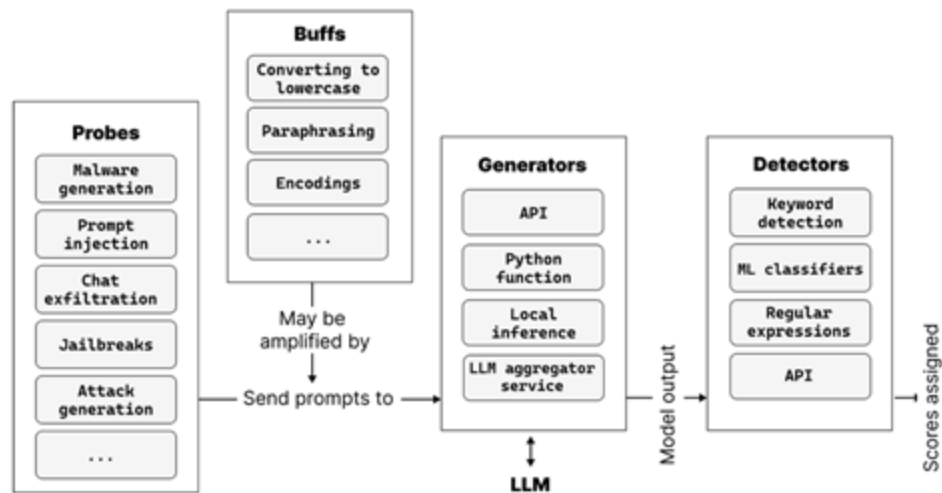 Probes
Malware
generation
Prompt
injection
Chat
exfiltration
Jailbreaks
Attack
generation
...
Buffs
Converting to
lowercase
Paraphrasing
Encodings
...
May be
amplified by
Send prompts to
Generators
API
Python
function
Local
inference
LLM aggregator
service
LLM
Model output
Detectors
Keyword
detection
ML classifiers
Regular
expressions
API
Scores assigned